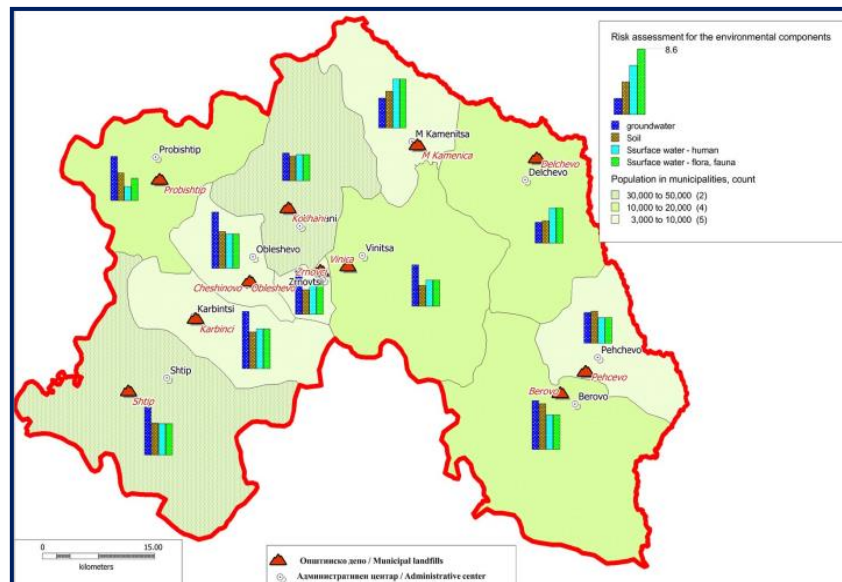 Risk assessment for the environmental components
8.6
groundwater
Soil
Ssurface water - human
Ssurface water - flora, fauna
Population in municipalities, count
30,000 to 50,000 (2)
10,000 to 20,000 (4)
3,000 to 10,000 (5)
M Kamenitsa
M Kamenica
Probishtip
Probishtip
Delchevo
Delchevo
Obleshevo
Vinitsa
Vinica
Zrnovtsi
Cheshinovo - Obleshevo
Karbintsi
Karbinci
Pehchevo
Pehcevo
Shtip
Shtip
Berovo
Berovo
0 15.00
kilometers
Општинско депо / Municipal landfills
Административен центар / Administrative center